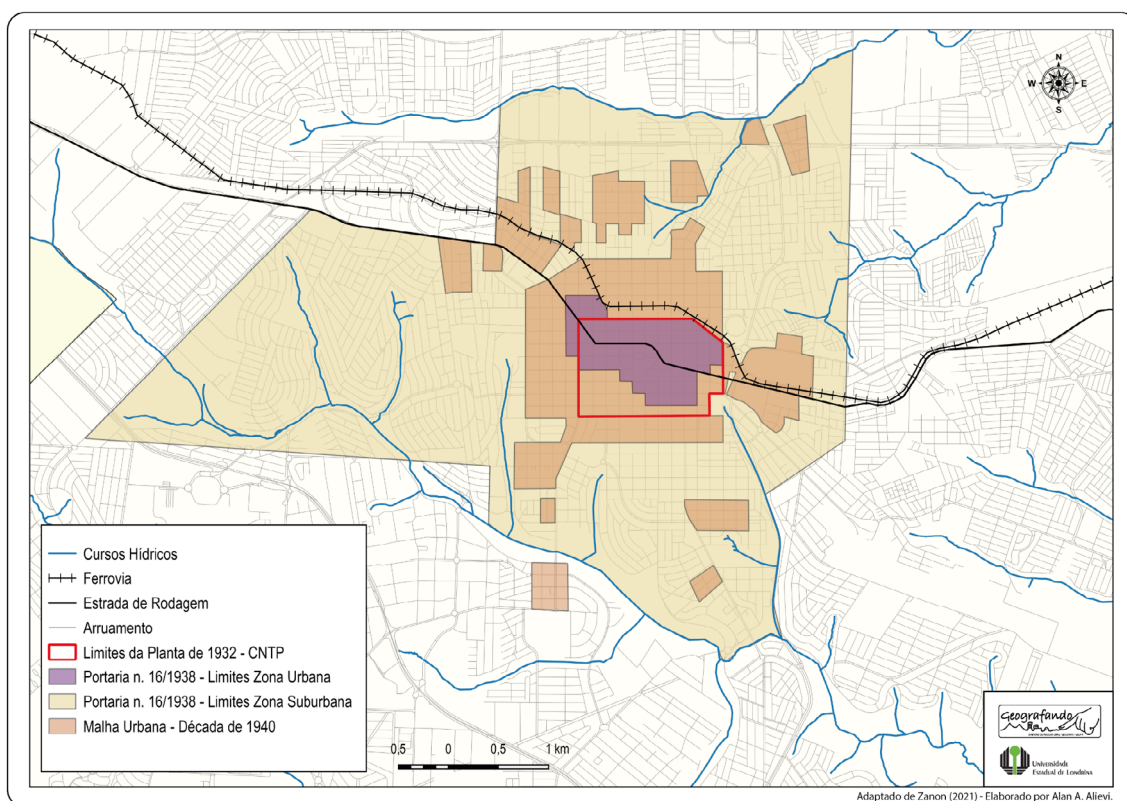 N
W E
S
Cursos Hídricos
Ferrovia
Estrada de Rodagem
Arruamento
Limites da Planta de 1932 - CNTP
Portaria n. 16/1938 - Limites Zona Urbana
Portaria n. 16/1938 - Limites Zona Suburbana
Malha Urbana - Década de 1940
0,5 0 0,5 1 km
Geografando
Universidade
Estadual de Londrina
Adaptado de Zanon (2021) - Elaborado por Alan A. Alievi.